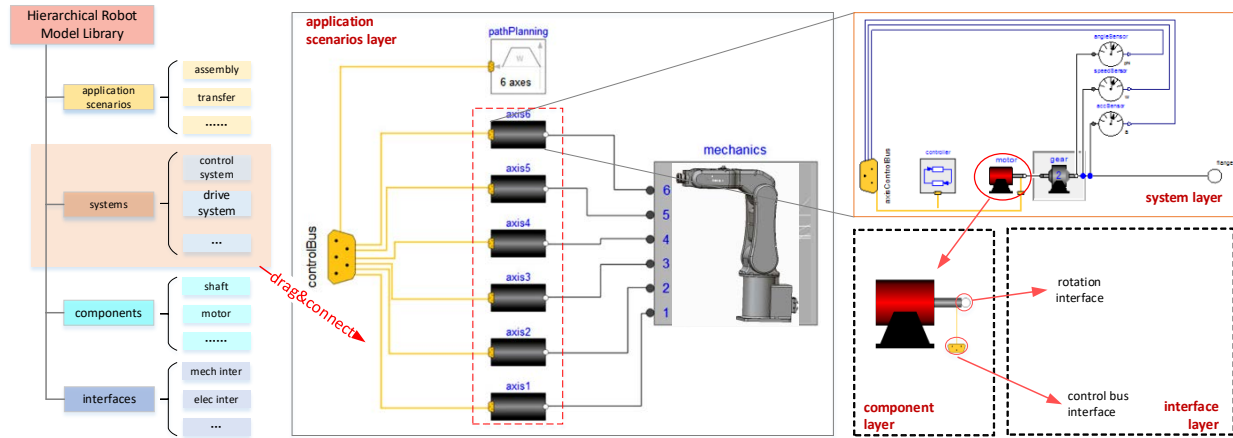 Hierarchical Robot
Model Library
application
scenarios
assembly
transfer
......
systems
control
system
drive
system
...
components
shaft
motor
......
interfaces
mech inter
elec inter
...
drag&connect
application
scenarios layer
pathPlanning
w
6 axes
controlBus
axis6
axis5
axis4
axis3
axis2
axis1
mechanics
6
5
4
3
2
1
angleSensor
speedSensor
w
accSensor
a
axisControlBus
controller
motor
gear
2
flange
system layer
rotation
interface
control bus
interface
component
layer
interface
layer